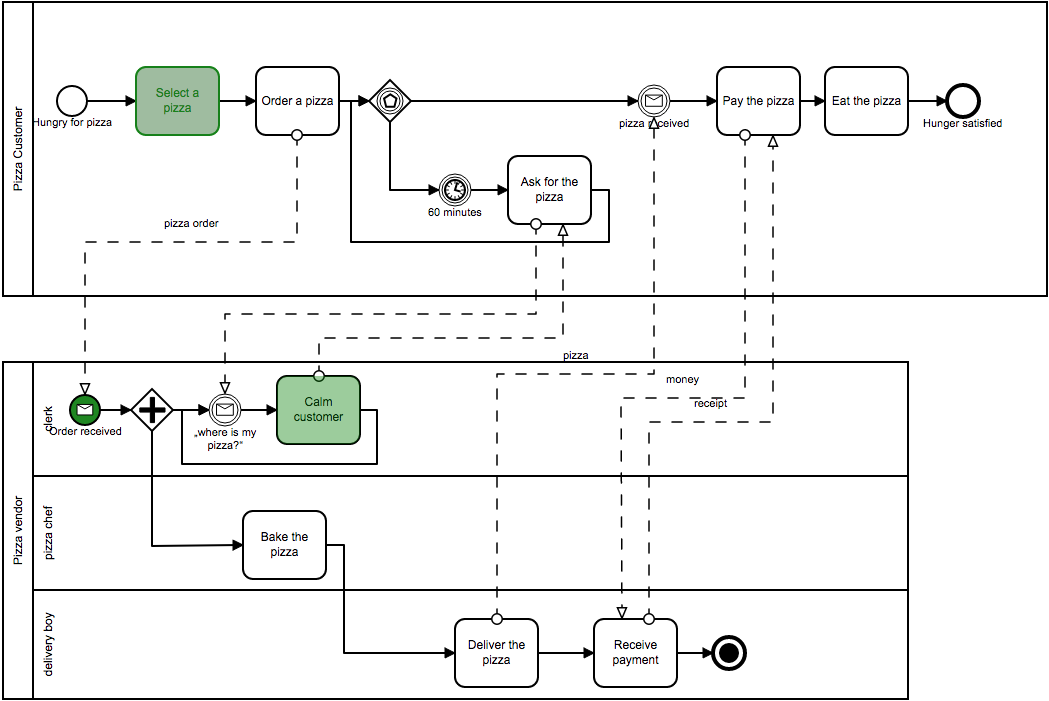 Pizza Customer
Hungry for pizza
Select a
pizza
Order a pizza
pizza received
Pay the pizza
Eat the pizza
Hunger satisfied
60 minutes
Ask for the
pizza
pizza order
pizza
money
receipt
Pizza vendor
clerk
Order received
„where is my
pizza?"
Calm
customer
pizza chef
Bake the
pizza
delivery boy
Deliver the
pizza
Receive
payment